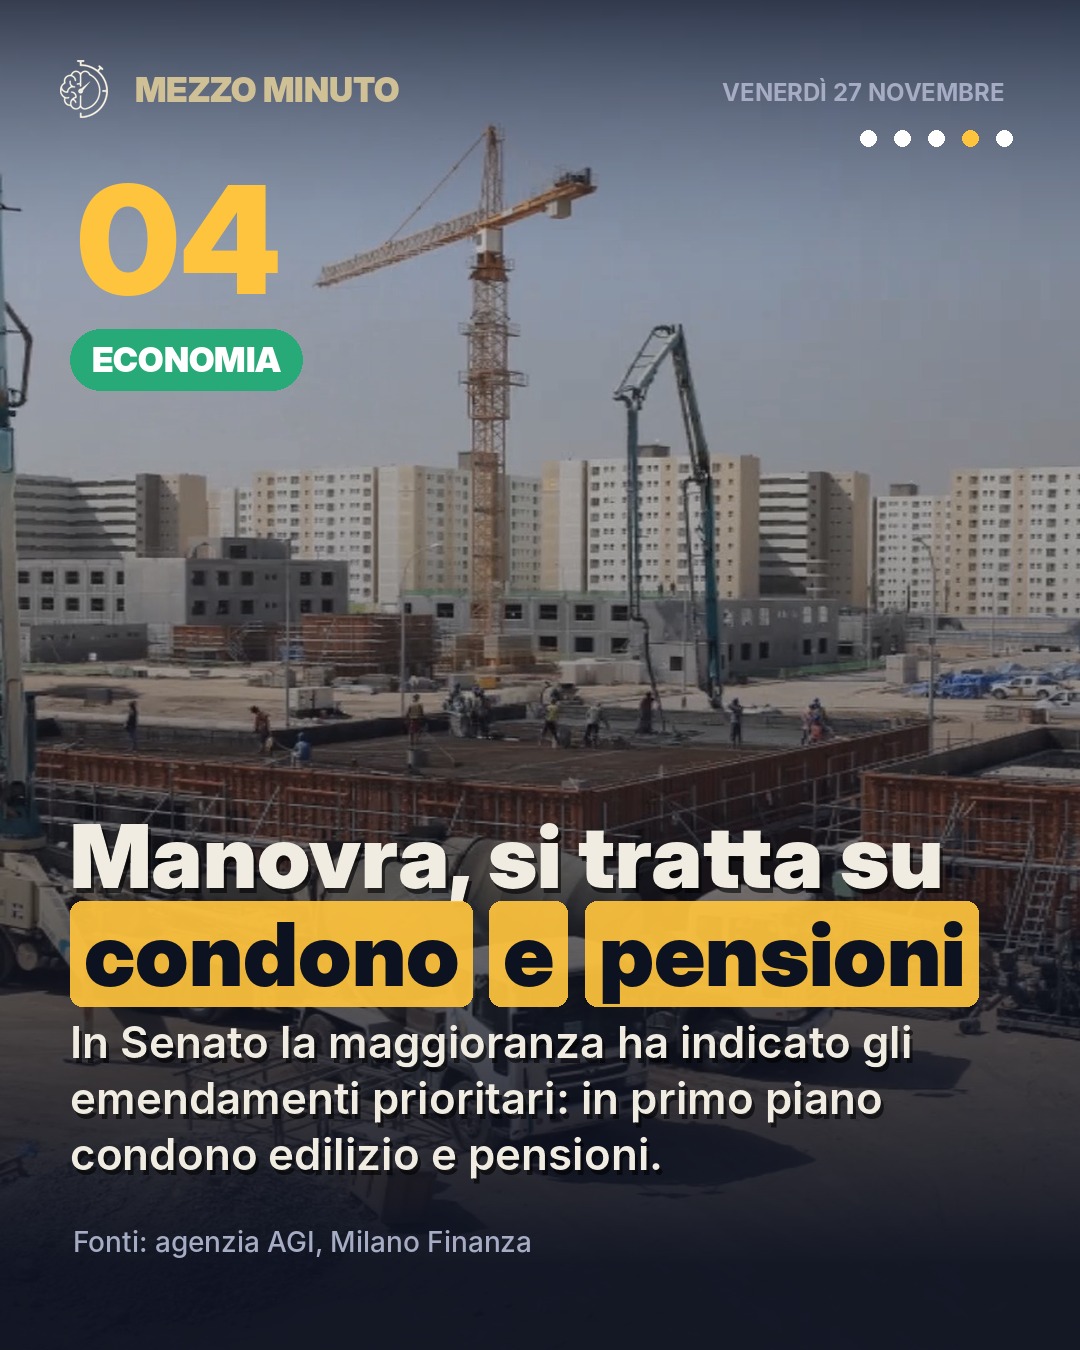 MEZZO MINUTO
VENERDÌ 27 NOVEMBRE
04
ECONOMIA
Manovra, si tratta su
condono e pensioni
In Senato la maggioranza ha indicato gli
emendamenti prioritari: in primo piano
condono edilizio e pensioni.
Fonti: agenzia AGI, Milano Finanza